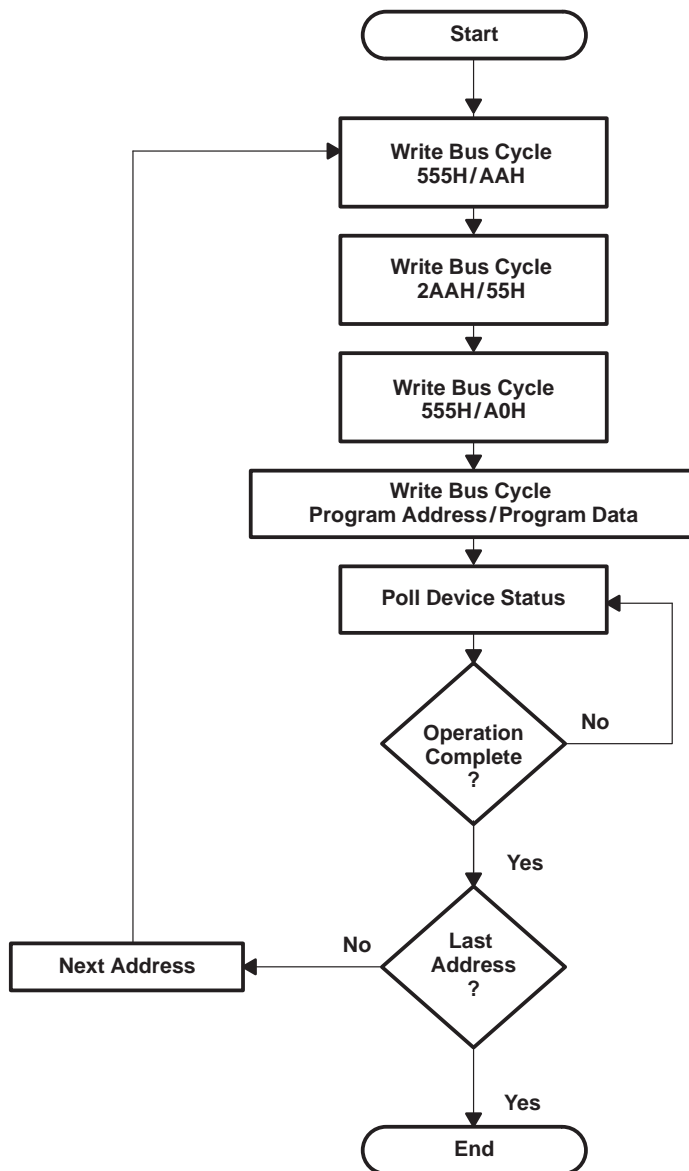 Start
Write Bus Cycle
555H/AAH
Write Bus Cycle
2AAH/55H
Write Bus Cycle
555H/A0H
Write Bus Cycle
Program Address/Program Data
Poll Device Status
Operation
Complete
?
No
Yes
Last
Address
?
No
Next Address
Yes
End